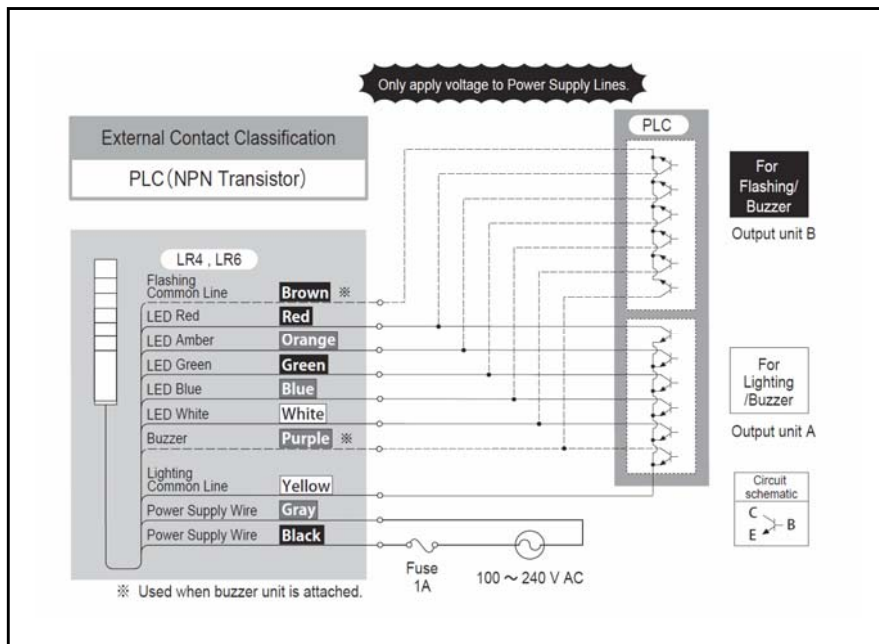 Only apply voltage to Power Supply Lines.
External Contact Classification
PLC(NPN Transistor)
PLC
For
Flashing/
Buzzer
Output unit B
LR4 , LR6
Flashing
Common Line
Brown ※
LED Red
Red
LED Amber
Orange
LED Green
Green
LED Blue
Blue
LED White
White
Buzzer
Purple ※
Lighting
Common Line
Yellow
Power Supply Wire
Gray
Power Supply Wire
Black
For
Lighting
/Buzzer
Output unit A
Circuit
schematic
C
B
E
Fuse
1A
100 ~ 240 V AC
※ Used when buzzer unit is attached.